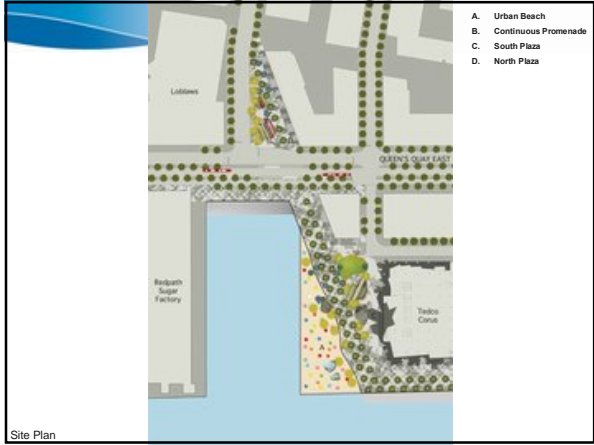 A. Urban Beach
B. Continuous Promenade
C. South Plaza
D. North Plaza
Loblaws
QUEEN'S QUAY EAST
Redpath
Sugar
Factory
Tedco
Corus
A
Site Plan